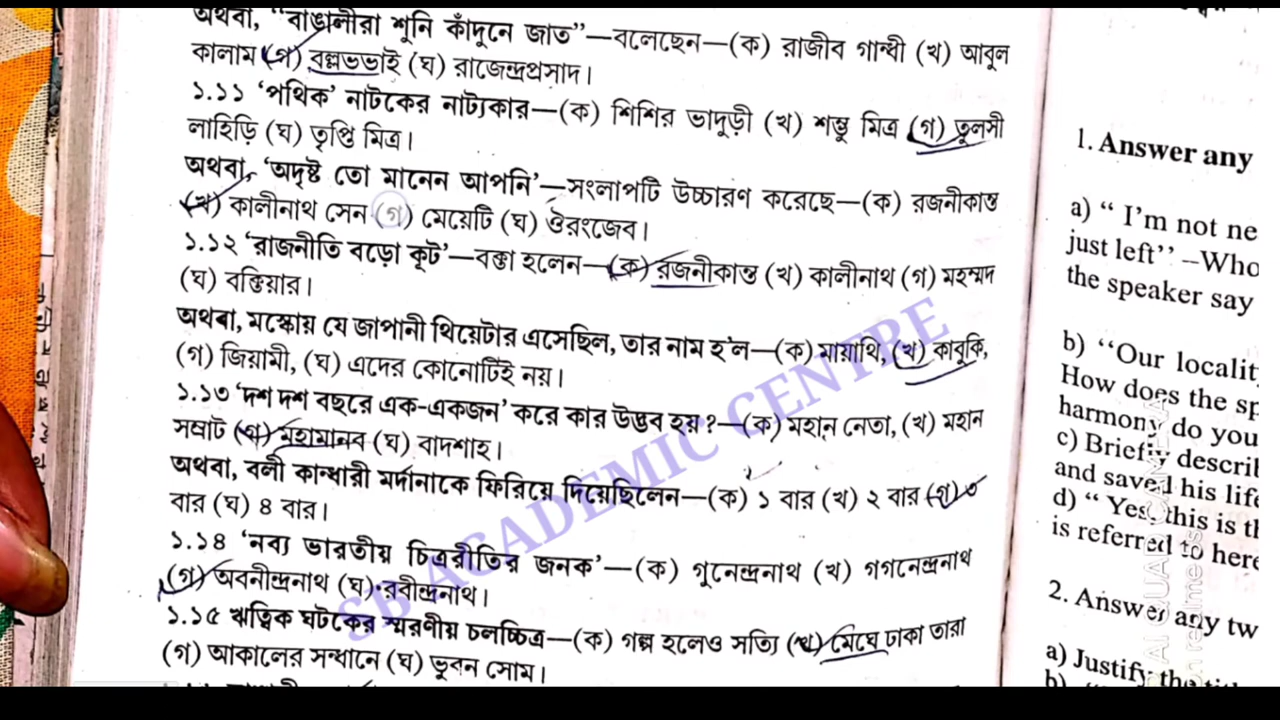 অথবা, “বাঙালীরা শুনি কাঁদুনে জাত”—বলেছেন—(ক) রাজীব গান্ধী (খ) আবুল
কালাম (গ) বল্লভভাই (ঘ) রাজেন্দ্রপ্রসাদ।
১.১১ ‘পথিক’ নাটকের নাট্যকার—(ক) শিশির ভাদুড়ী (খ) শম্ভু মিত্র (গ) তুলসী
লাহিড়ি (ঘ) তৃপ্তি মিত্র।
অথবা, ‘অদৃষ্ট তো মানেন আপনি’—সংলাপটি উচ্চারণ করেছে—(ক) রজনীকান্ত
(খ) কালীনাথ সেন (গ) মেয়েটি (ঘ) ঔরংজেব।
১.১২ ‘রাজনীতি বড়ো কূট’—বক্তা হলেন—(ক) রজনীকান্ত (খ) কালীনাথ (গ) মহম্মদ
(ঘ) বক্তিয়ার।
অথবা, মস্কোয় যে জাপানী থিয়েটার এসেছিল, তার নাম হ’ল—(ক) মায়াথি, (খ) কাবুকি,
(গ) জিয়ামী, (ঘ) এদের কোনোটিই নয়।
১.১৩ ‘দশ দশ বছরে এক-একজন’ করে কার উদ্ভব হয়?—(ক) মহান নেতা, (খ) মহান
সম্রাট (গ) মহামানব (ঘ) বাদশাহ।
অথবা, বলী কান্ধারী মর্দানাকে ফিরিয়ে দিয়েছিলেন—(ক) ১ বার (খ) ২ বার (গ) ৩
বার (ঘ) ৪ বার।
১.১৪ ‘নব্য ভারতীয় চিত্ররীতির জনক’—(ক) গুনেন্দ্রনাথ (খ) গগনেন্দ্রনাথ
(গ) অবনীন্দ্রনাথ (ঘ) রবীন্দ্রনাথ।
১.১৫ ঋত্বিক ঘটকের স্মরণীয় চলচ্চিত্র—(ক) গল্প হলেও সত্যি (খ) মেঘে ঢাকা তারা
(গ) আকালের সন্ধানে (ঘ) ভুবন সোম।
SB ACADEMIC CENTRE
1. Answer any
a) “ I’m not ne
just left’’ –Who
the speaker say
b) ‘‘Our localit
How does the sp
harmony do you
c) Briefly descri
and saved his life
d) “ Yes, this is th
is referred to here
2. Answer any tw
a) Justify the